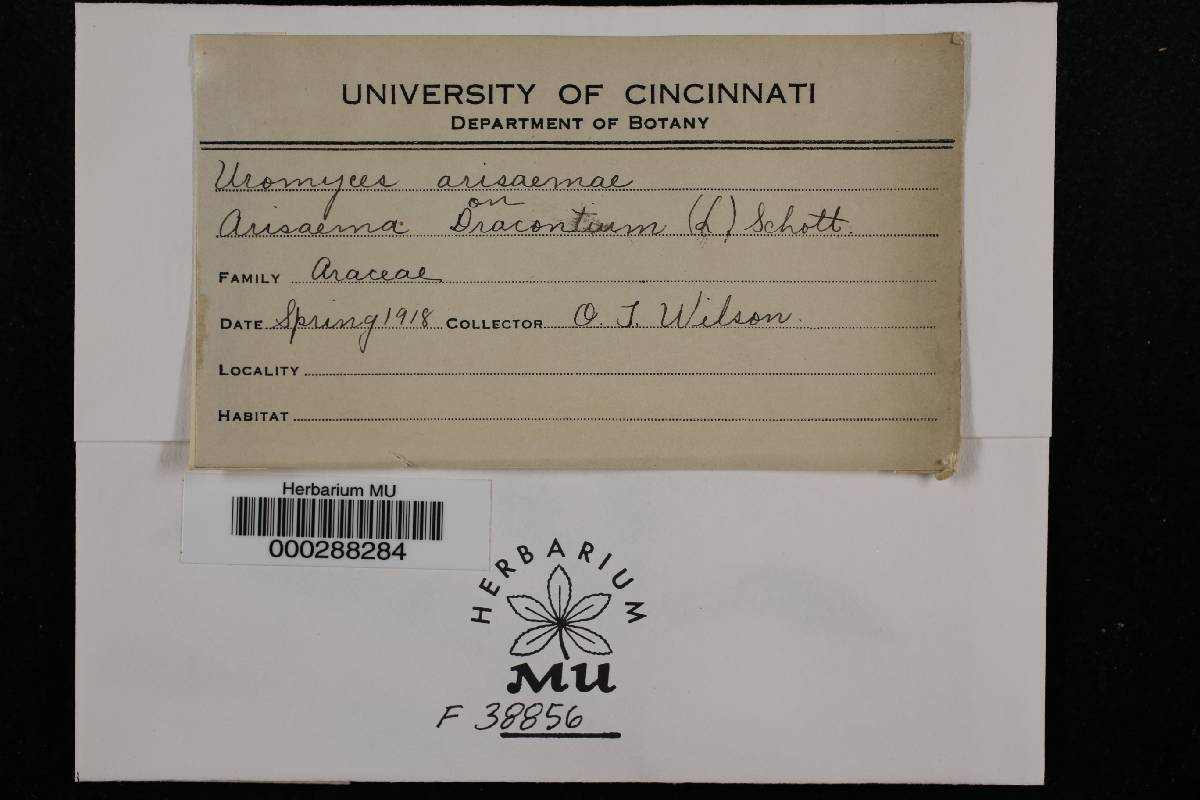 UNIVERSITY OF CINCINNATI
DEPARTMENT OF BOTANY
Uromyces arisaemae
on
Arisaema Dracontium (L) Schott.
FAMILY Araceae
DATE Spring 1918 COLLECTOR O. T. Wilson.
LOCALITY
HABITAT
Herbarium MU
000288284
HERBARIUM
MU
F 38856